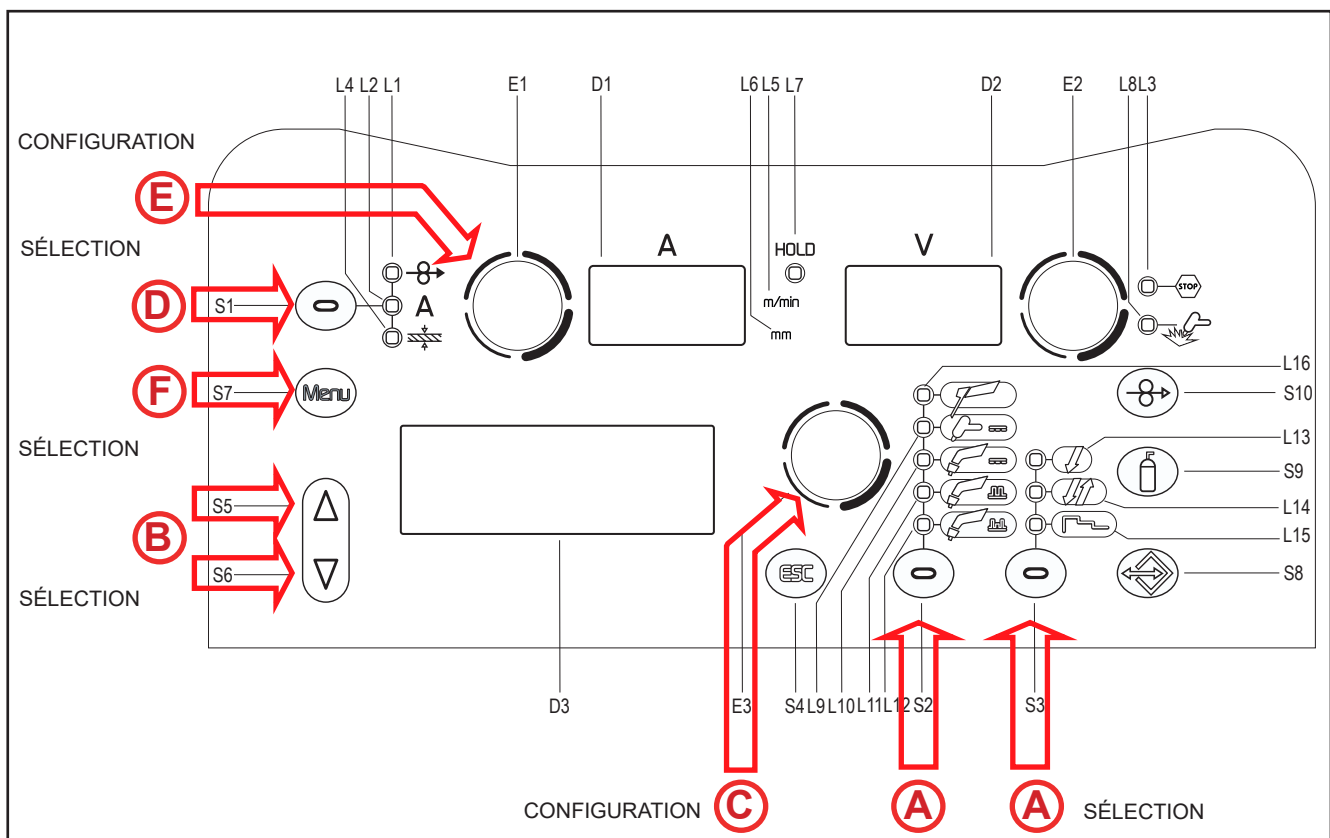 L4 L2 L1 E1 D1 L6 L5 L7 D2 E2 L8 L3
CONFIGURATION
E
SÉLECTION
A HOLD V
D S1 A m/min STOP
mm
L16
F S7 Menu S10
SÉLECTION
L13
S5 S9
B L14
L15
S6 ESC S8
SÉLECTION
D3 E3 S4 L9 L10 L11 L12 S2 S3
CONFIGURATION C A A SÉLECTION